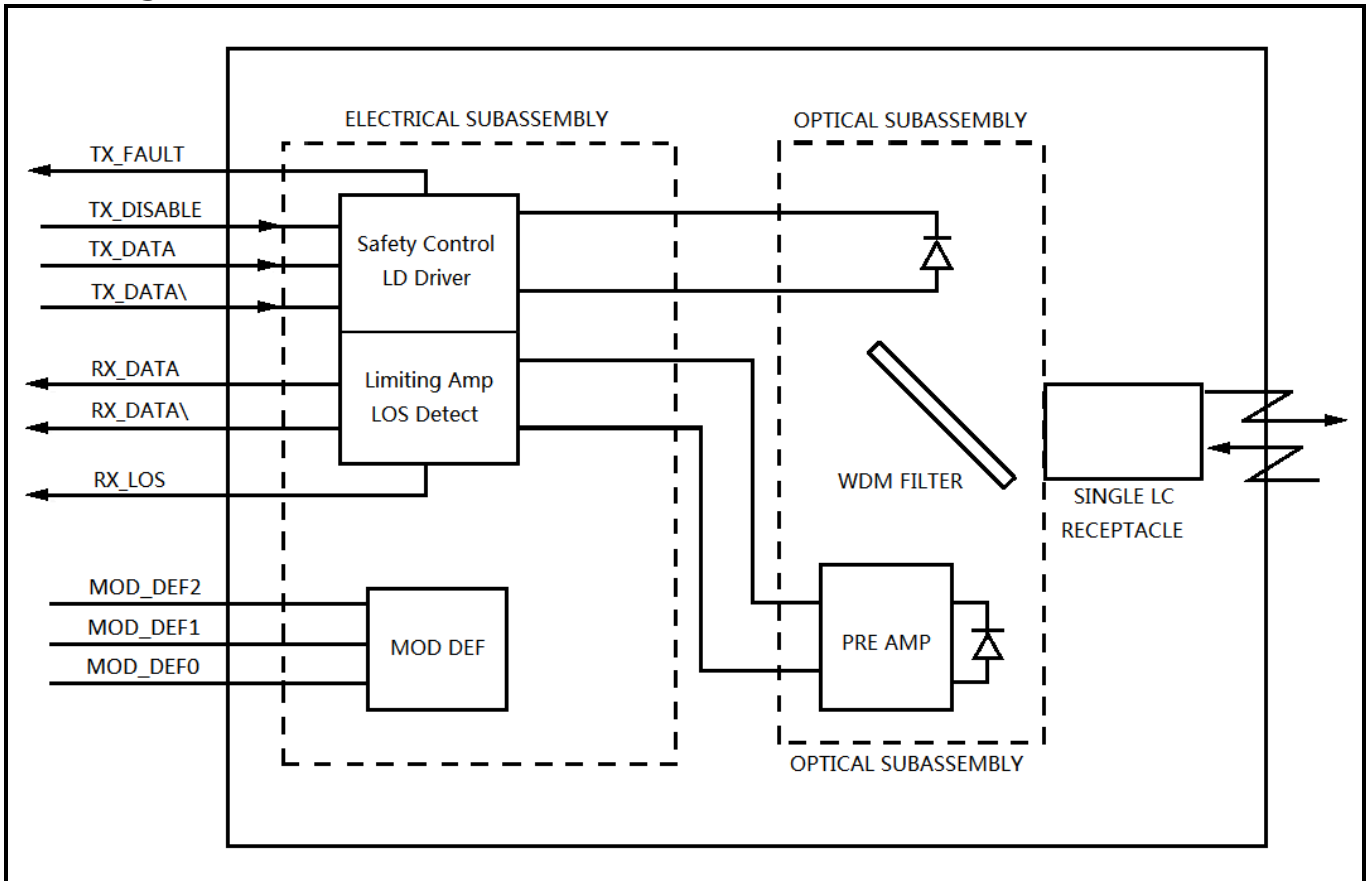 ELECTRICAL SUBASSEMBLY
OPTICAL SUBASSEMBLY
TX_FAULT
TX_DISABLE
TX_DATA
TX_DATA\
Safety Control
LD Driver
RX_DATA
RX_DATA\
RX_LOS
Limiting Amp
LOS Detect
WDM FILTER
SINGLE LC
RECEPTACLE
MOD_DEF2
MOD_DEF1
MOD_DEF0
MOD DEF
PRE AMP
OPTICAL SUBASSEMBLY